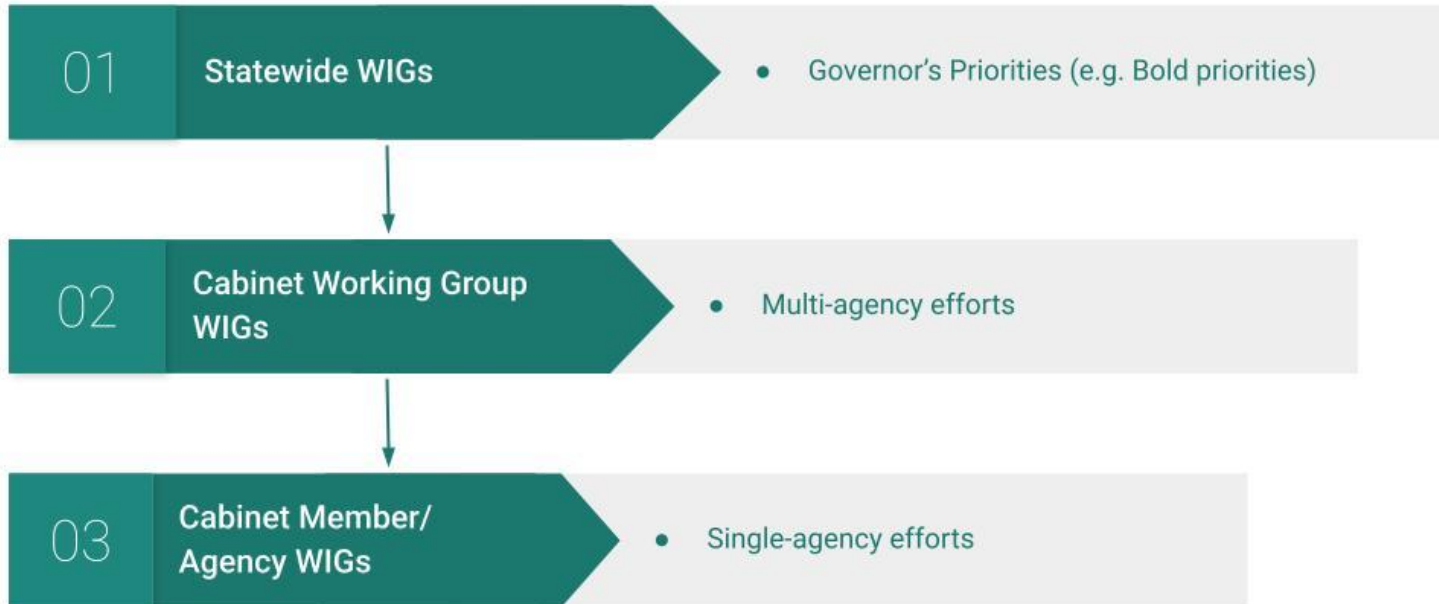 01
Statewide WIGs
● Governor’s Priorities (e.g. Bold priorities)
02
Cabinet Working Group
WIGs
● Multi-agency efforts
03
Cabinet Member/
Agency WIGs
● Single-agency efforts